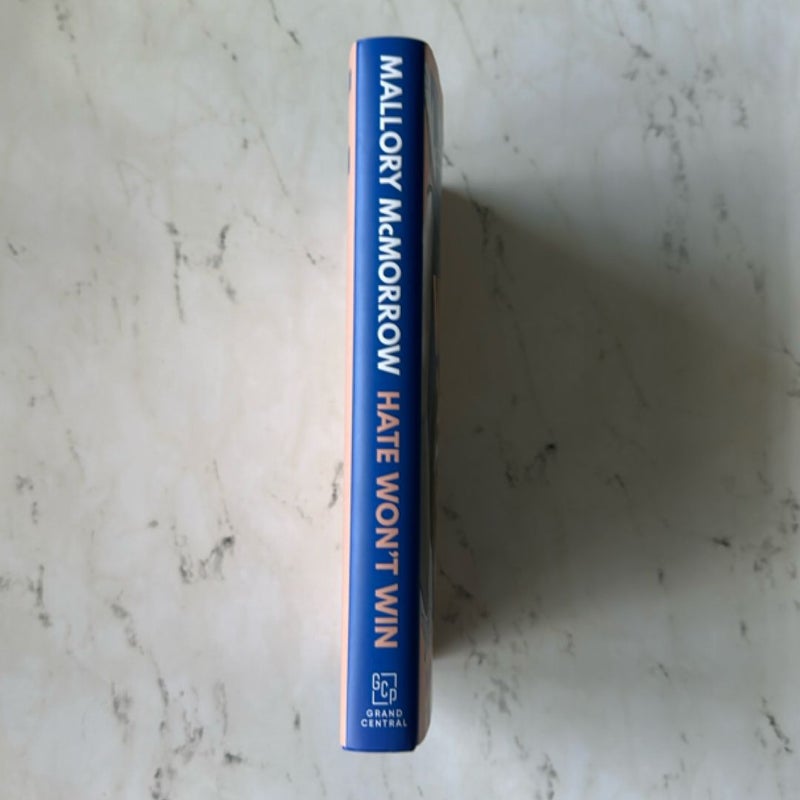 MALLORY McMORROW HATE WON'T WIN
GCP
GRAND
CENTRAL